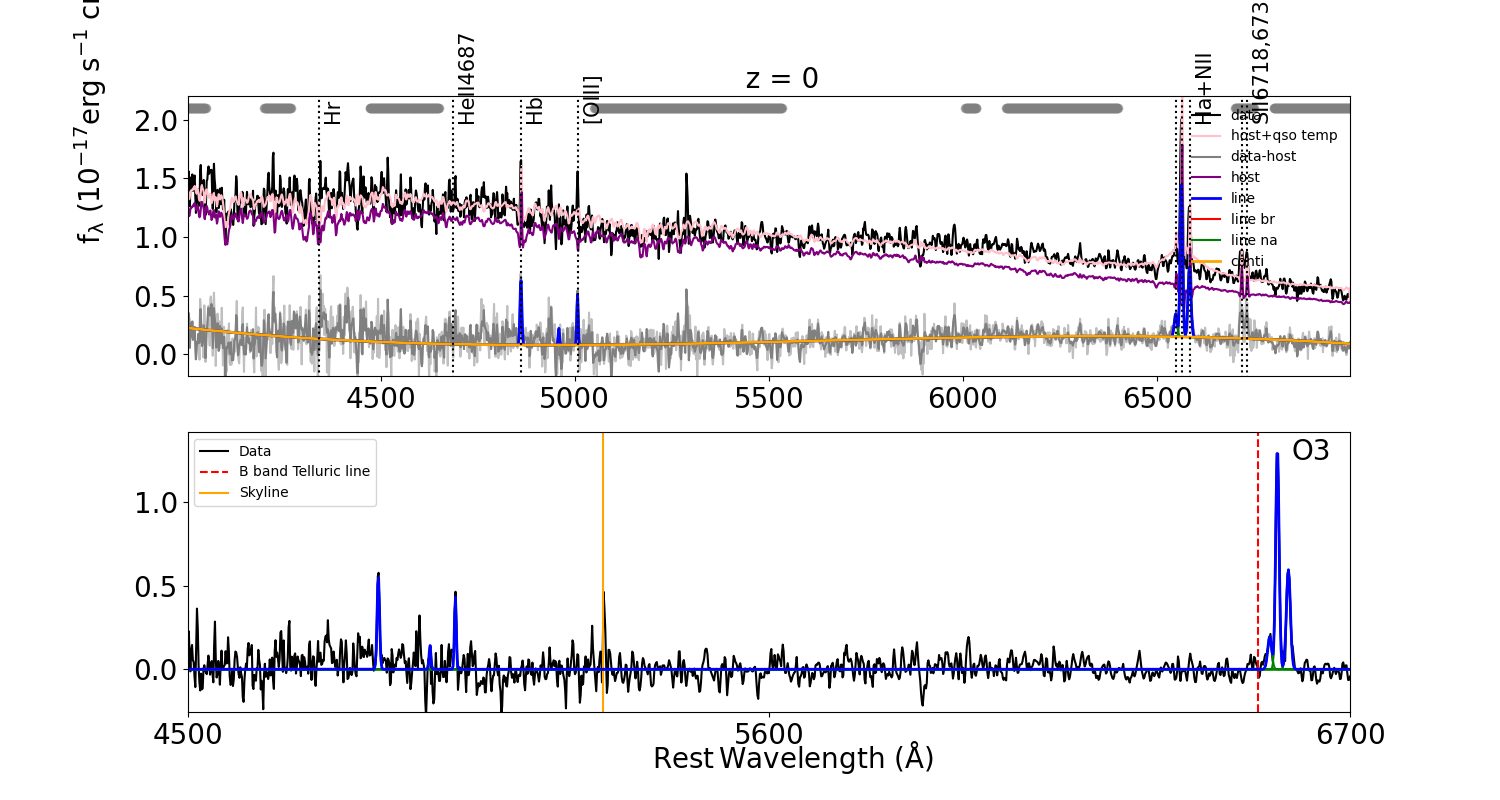 z = 0
f_λ (10^−17 erg s^−1
Hr
HeII4687
Hb
[OIII]
Ha+NII
SII6718,673
data
host+qso temp
data-host
host
line
line br
line na
conti
2.0
1.5
1.0
0.5
0.0
4500 5000 5500 6000 6500
Data
B band Telluric line
Skyline
O3
1.0
0.5
0.0
4500 5600 6700
Rest Wavelength (Å)